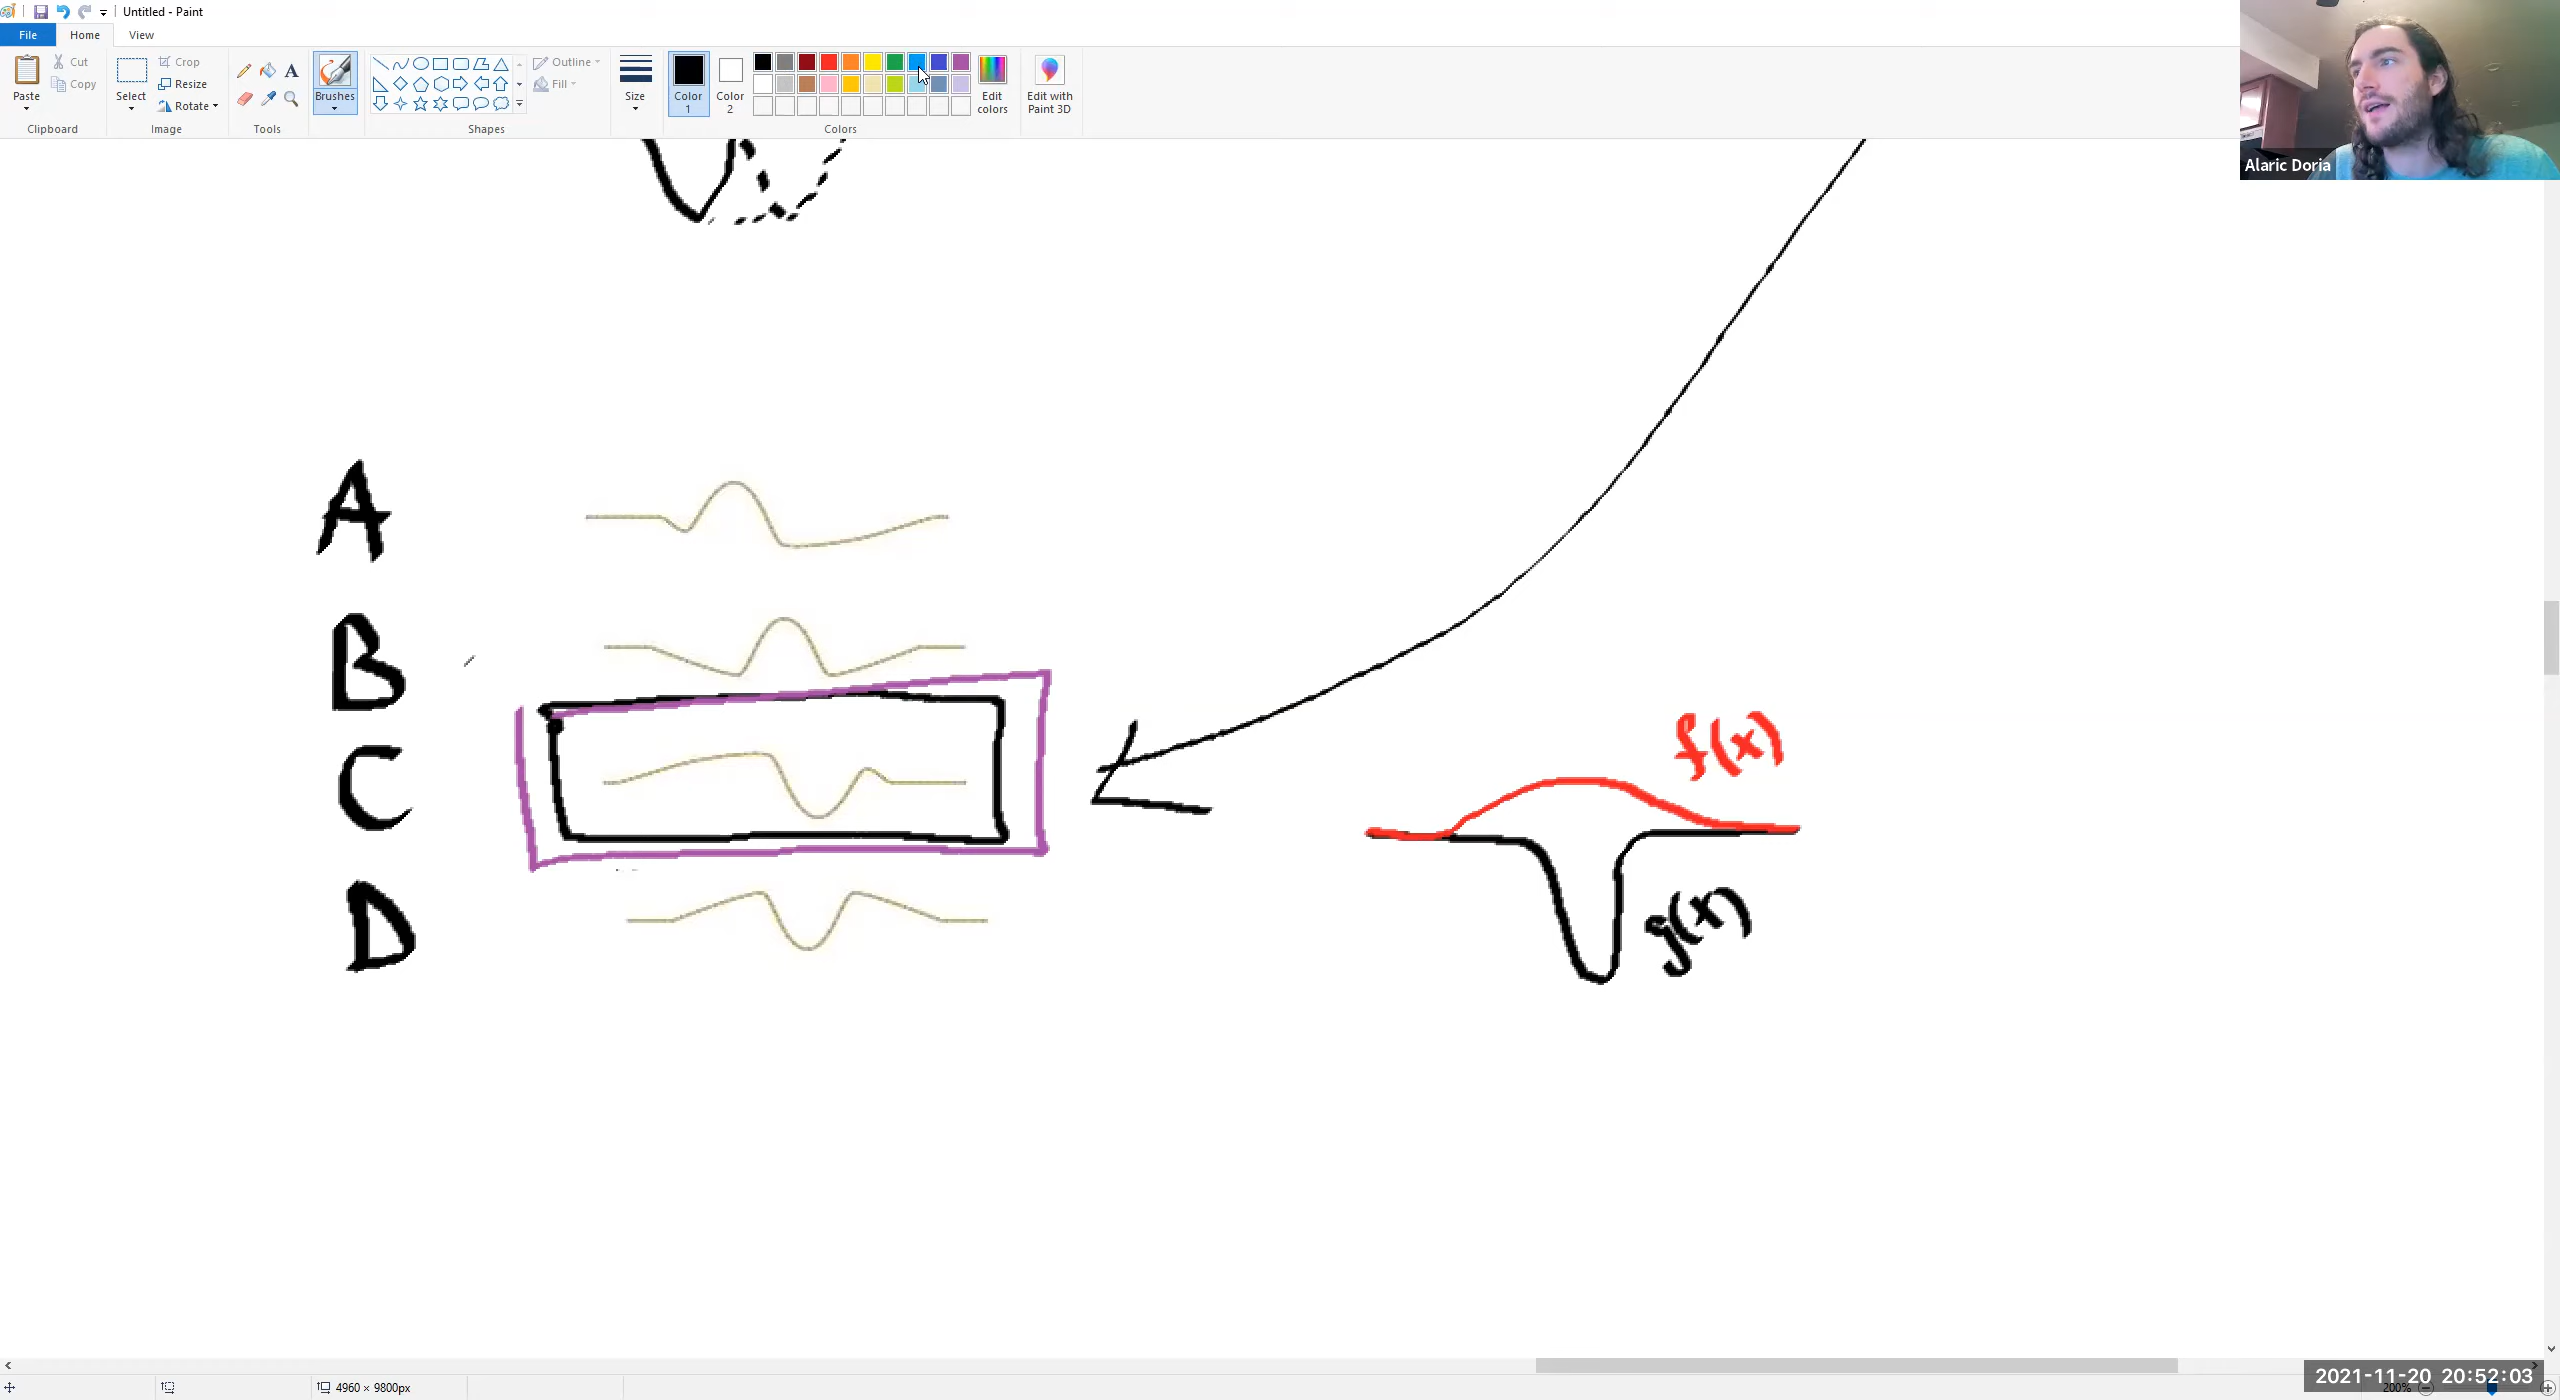 Untitled - Paint
File Home View
Paste
Cut
Copy
Clipboard
Select
Crop
Resize
Rotate
Image
Tools
Brushes
Shapes
Outline
Fill
Size
Color 1
Color 2
Colors
Edit colors
Edit with Paint 3D
Alaric Doria
A
B
C
D
f(x)
g(x)
4960 × 9800px
200%
2021-11-20 20:52:03